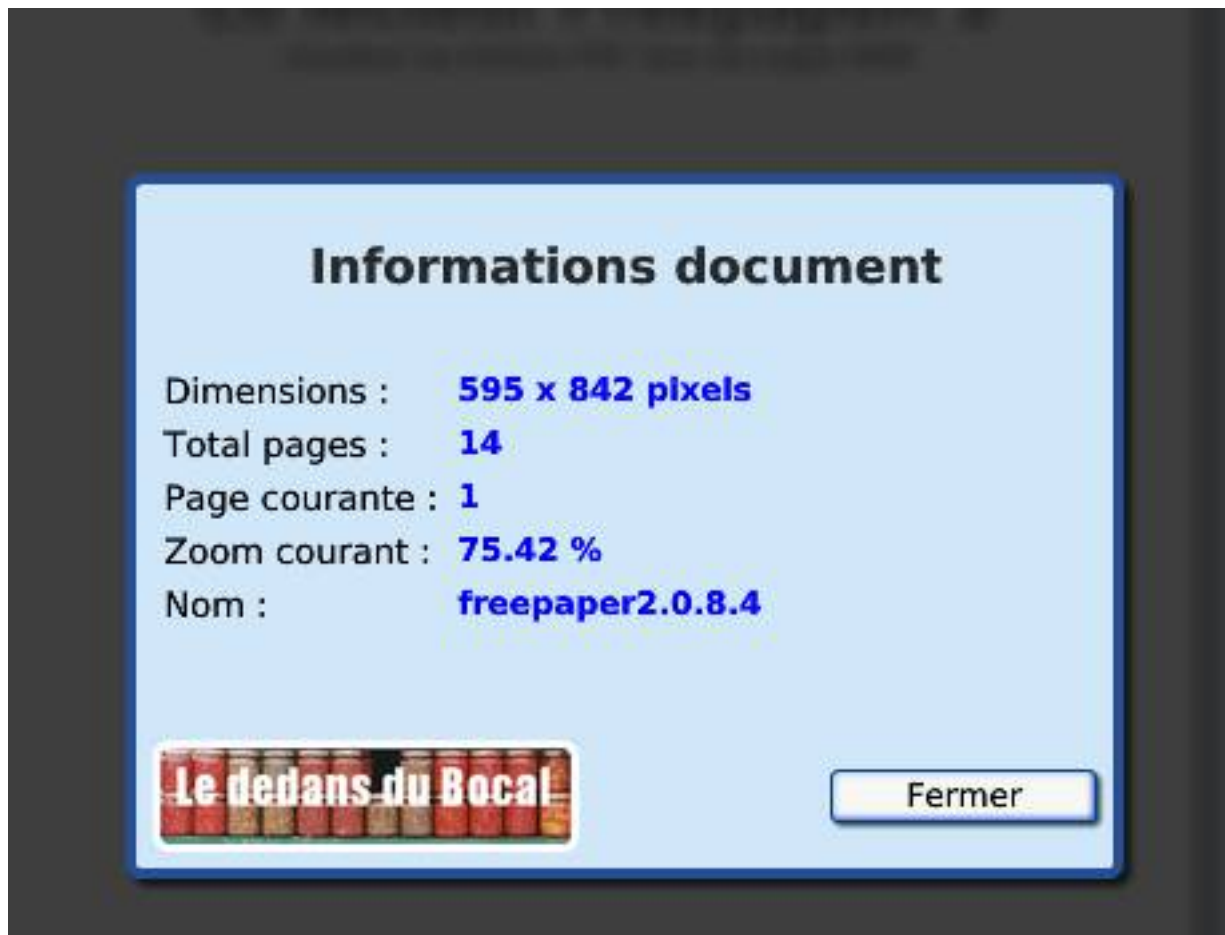 Informations document
Dimensions : 595 x 842 pixels
Total pages : 14
Page courante : 1
Zoom courant : 75.42 %
Nom : freepaper2.0.8.4
Le dedans du Bocal
Fermer